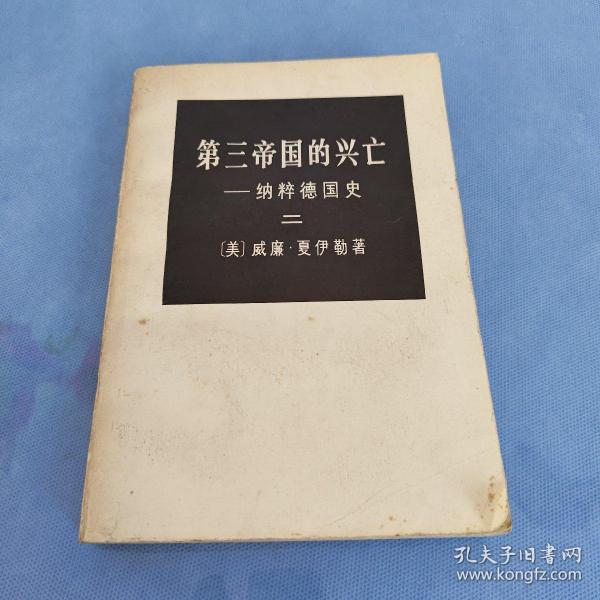 第三帝国的兴亡
——纳粹德国史
二
〔美〕威廉·夏伊勒著
孔夫子旧书网
www.kongfz.com